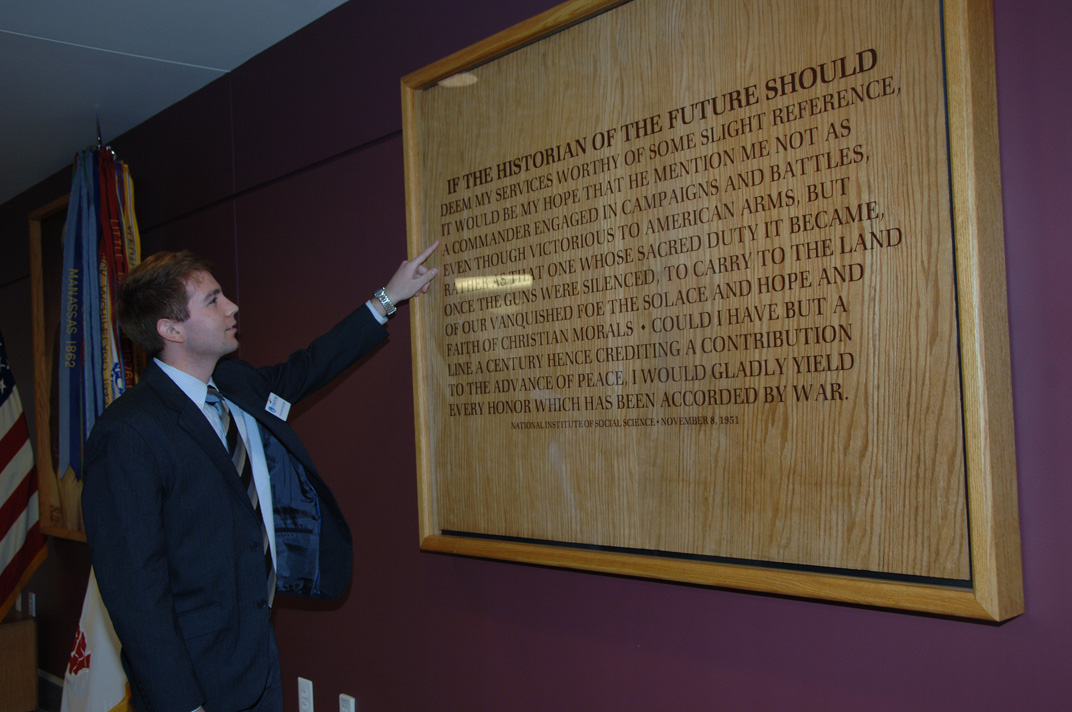 IF THE HISTORIAN OF THE FUTURE SHOULD
DEEM MY SERVICES WORTHY OF SOME SLIGHT REFERENCE,
IT WOULD BE MY HOPE THAT HE MENTION ME NOT AS
A COMMANDER ENGAGED IN CAMPAIGNS AND BATTLES,
EVEN THOUGH VICTORIOUS TO AMERICAN ARMS, BUT
RATHER AS THAT ONE WHOSE SACRED DUTY IT BECAME,
ONCE THE GUNS WERE SILENCED, TO CARRY TO THE LAND
OF OUR VANQUISHED FOE THE SOLACE AND HOPE AND
FAITH OF CHRISTIAN MORALS • COULD I HAVE BUT A
LINE A CENTURY HENCE CREDITING A CONTRIBUTION
TO THE ADVANCE OF PEACE, I WOULD GLADLY YIELD
EVERY HONOR WHICH HAS BEEN ACCORDED BY WAR.
NATIONAL INSTITUTE OF SOCIAL SCIENCE • NOVEMBER 8, 1951
MANASSAS 1862
LITTLE